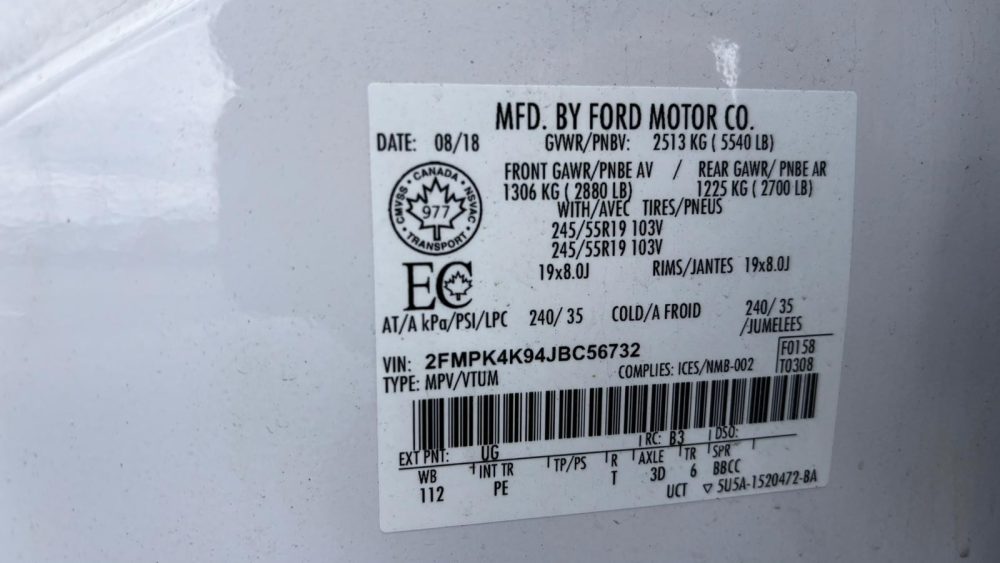 MFD. BY FORD MOTOR CO.
DATE: 08/18 GVWR/PNBV: 2513 KG ( 5540 LB)
FRONT GAWR/PNBE AV / REAR GAWR/ PNBE AR
1306 KG ( 2880 LB) 1225 KG ( 2700 LB)
WITH/AVEC TIRES/PNEUS
245/55R19 103V
245/55R19 103V
19x8.0J RIMS/JANTES 19x8.0J
CMVSS • CANADA • NSVAC • TRANSPORT •
977
EC
AT/A kPa/PSI/LPC 240/ 35 COLD/A FROID 240/ 35
/JUMELEES
VIN: 2FMPK4K94JBC56732 F0158
TYPE: MPV/VTUM COMPLIES: ICES/NMB-002 T0308
EXT PNT: UG RC: B3 DSO:
WB INT TR TP/PS R AXLE TR SPR
112 PE T 3D 6 BBCC
UCT ▽ 5U5A-1520472-BA